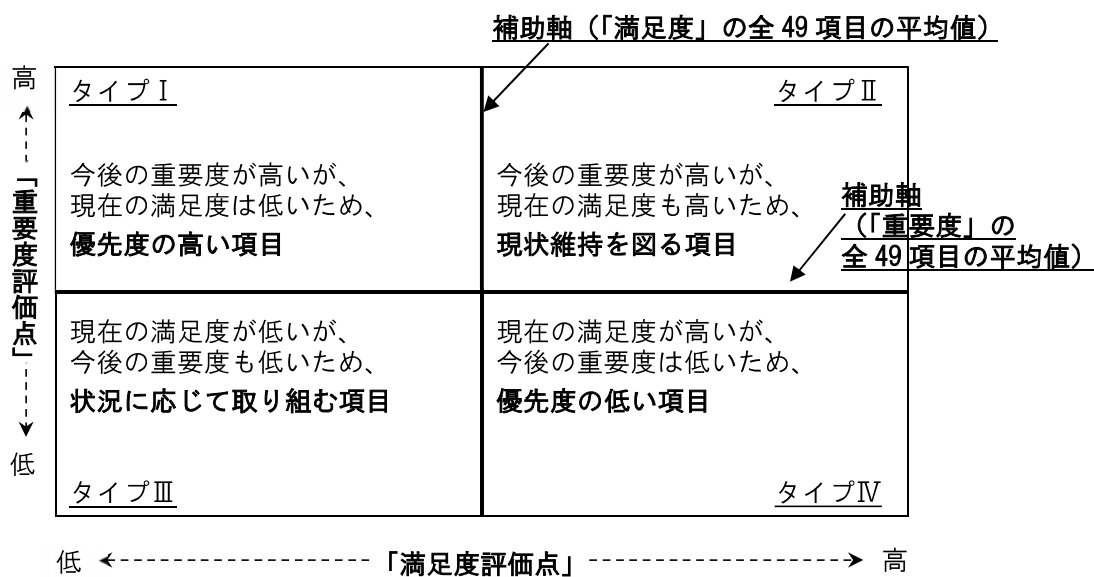 補助軸（「満足度」の全 49 項目の平均値）
高
タイプⅠ
タイプⅡ
今後の重要度が高いが、
現在の満足度は低いため、
優先度の高い項目
今後の重要度が高いが、
現在の満足度も高いため、
現状維持を図る項目
補助軸
（「重要度」の
全 49 項目の平均値）
「重要度評価点」
現在の満足度が低いが、
今後の重要度も低いため、
状況に応じて取り組む項目
現在の満足度が高いが、
今後の重要度は低いため、
優先度の低い項目
低
タイプⅢ
タイプⅣ
低
「満足度評価点」
高